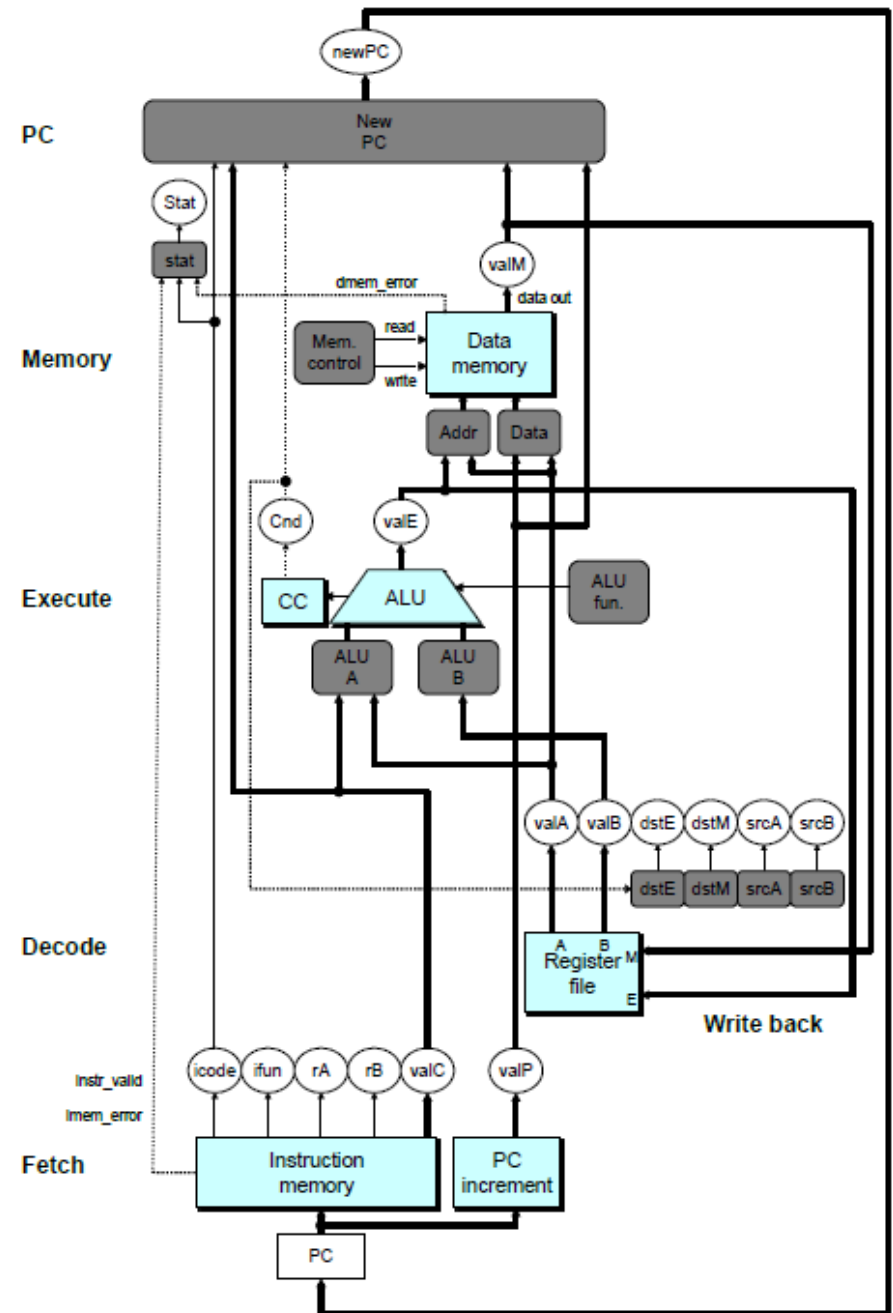 newPC
PC
New
PC
Stat
stat
valM
dmem_error
data out
Memory
Mem.
control
read
write
Data
memory
Addr
Data
Cnd
valE
Execute
CC
ALU
ALU
fun.
ALU
A
ALU
B
valA
valB
dstE
dstM
srcA
srcB
dstE
dstM
srcA
srcB
Decode
A
B
M
Register
file
E
Write back
icode
ifun
rA
rB
valC
valP
Instr_valid
Imem_error
Fetch
Instruction
memory
PC
increment
PC